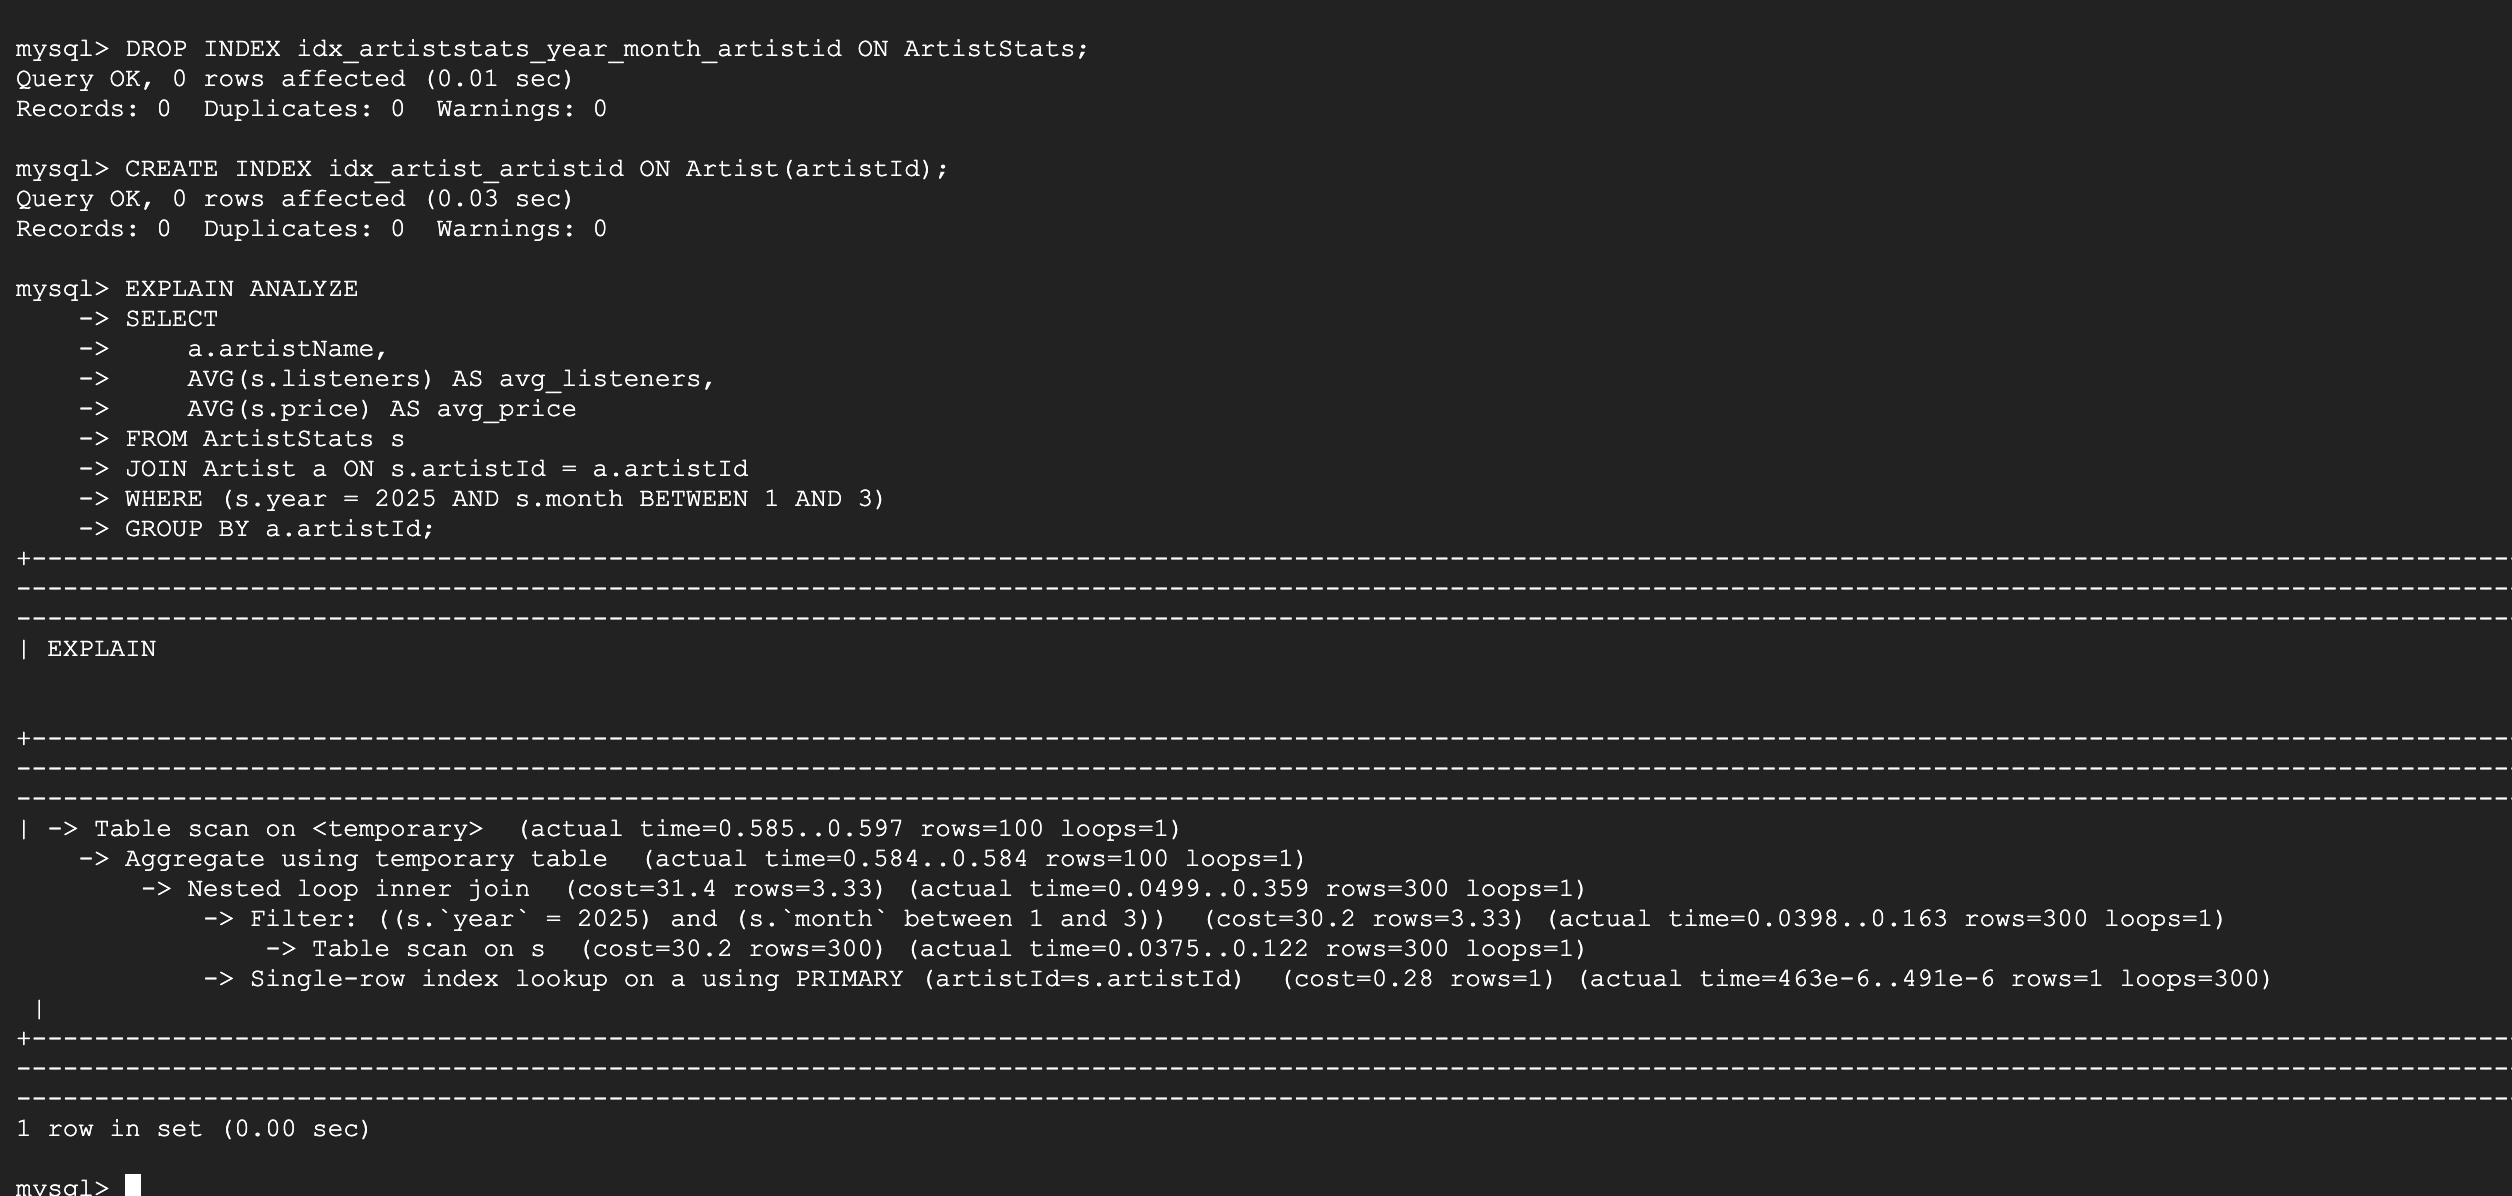 mysql> DROP INDEX idx_artiststats_year_month_artistid ON ArtistStats;
Query OK, 0 rows affected (0.01 sec)
Records: 0  Duplicates: 0  Warnings: 0
mysql> CREATE INDEX idx_artist_artistid ON Artist(artistId);
Query OK, 0 rows affected (0.03 sec)
Records: 0  Duplicates: 0  Warnings: 0
mysql> EXPLAIN ANALYZE
    -> SELECT
    ->     a.artistName,
    ->     AVG(s.listeners) AS avg_listeners,
    ->     AVG(s.price) AS avg_price
    -> FROM ArtistStats s
    -> JOIN Artist a ON s.artistId = a.artistId
    -> WHERE (s.year = 2025 AND s.month BETWEEN 1 AND 3)
    -> GROUP BY a.artistId;
| EXPLAIN
| -> Table scan on <temporary>  (actual time=0.585..0.597 rows=100 loops=1)
    -> Aggregate using temporary table  (actual time=0.584..0.584 rows=100 loops=1)
        -> Nested loop inner join  (cost=31.4 rows=3.33) (actual time=0.0499..0.359 rows=300 loops=1)
            -> Filter: ((s.`year` = 2025) and (s.`month` between 1 and 3))  (cost=30.2 rows=3.33) (actual time=0.0398..0.163 rows=300 loops=1)
                -> Table scan on s  (cost=30.2 rows=300) (actual time=0.0375..0.122 rows=300 loops=1)
            -> Single-row index lookup on a using PRIMARY (artistId=s.artistId)  (cost=0.28 rows=1) (actual time=463e-6..491e-6 rows=1 loops=300)
 |
1 row in set (0.00 sec)
mysql>